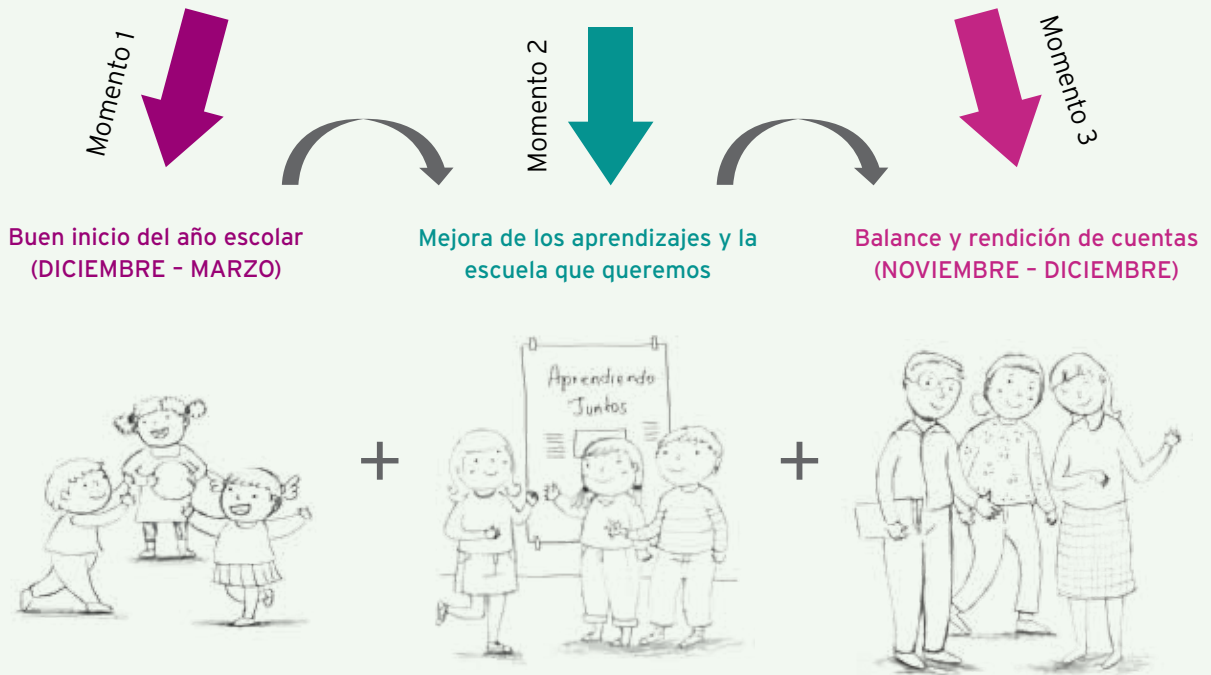 Momento 1
Momento 2
Momento 3
Buen inicio del año escolar
(DICIEMBRE – MARZO)
Mejora de los aprendizajes y la
escuela que queremos
Balance y rendición de cuentas
(NOVIEMBRE – DICIEMBRE)
Aprendiendo
Juntos